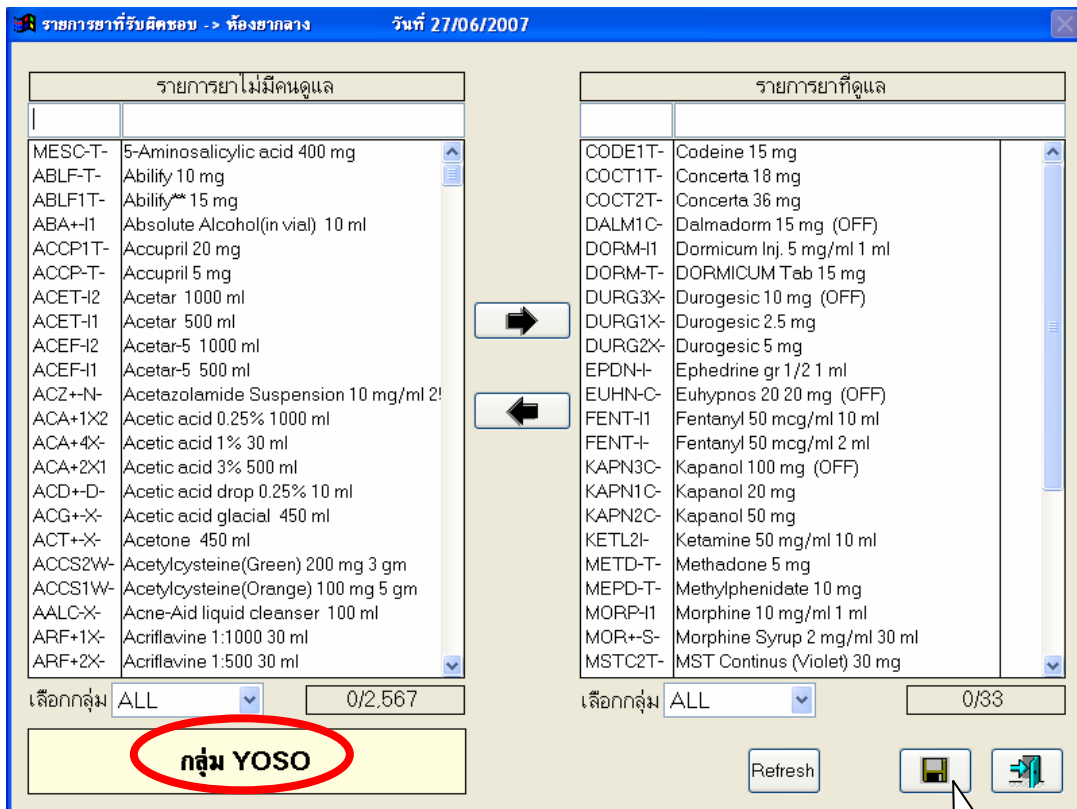 รายการยาที่รับผิดชอบ -> ห้องยากลาง วันที่ 27/06/2007
รายการยาไม่มีคนดูแล
MESC-T- 5-Aminosalicylic acid 400 mg
ABLF-T- Abilify 10 mg
ABLF1T- Abilify** 15 mg
ABA+-I1 Absolute Alcohol(in vial) 10 ml
ACCP1T- Accupril 20 mg
ACCP-T- Accupril 5 mg
ACET-I2 Acetar 1000 ml
ACET-I1 Acetar 500 ml
ACEF-I2 Acetar-5 1000 ml
ACEF-I1 Acetar-5 500 ml
ACZ+-N- Acetazolamide Suspension 10 mg/ml
ACA+1X2 Acetic acid 0.25% 1000 ml
ACA+4X- Acetic acid 1% 30 ml
ACA+2X1 Acetic acid 3% 500 ml
ACD+-D- Acetic acid drop 0.25% 10 ml
ACG+-X- Acetic acid glacial 450 ml
ACT+-X- Acetone 450 ml
ACCS2W- Acetylcysteine(Green) 200 mg 3 gm
ACCS1W- Acetylcysteine(Orange) 100 mg 5 gm
AALC-X- Acne-Aid liquid cleanser 100 ml
ARF+1X- Acriflavine 1:1000 30 ml
ARF+2X- Acriflavine 1:500 30 ml
เลือกกลุ่ม ALL 0/2,567
กลุ่ม YOSO
รายการยาที่ดูแล
CODE1T- Codeine 15 mg
COCT1T- Concerta 18 mg
COCT2T- Concerta 36 mg
DALM1C- Dalmadorm 15 mg (OFF)
DORM-I1 Dormicum Inj. 5 mg/ml 1 ml
DORM-T- DORMICUM Tab 15 mg
DURG3X- Durogesic 10 mg (OFF)
DURG1X- Durogesic 2.5 mg
DURG2X- Durogesic 5 mg
EPDN-I- Ephedrine gr 1/2 1 ml
EUHN-C- Euhypnos 20 20 mg (OFF)
FENT-I1 Fentanyl 50 mcg/ml 10 ml
FENT-I- Fentanyl 50 mcg/ml 2 ml
KAPN3C- Kapanol 100 mg (OFF)
KAPN1C- Kapanol 20 mg
KAPN2C- Kapanol 50 mg
KETL2I- Ketamine 50 mg/ml 10 ml
METD-T- Methadone 5 mg
MEPD-T- Methylphenidate 10 mg
MORP-I1 Morphine 10 mg/ml 1 ml
MOR+-S- Morphine Syrup 2 mg/ml 30 ml
MSTC2T- MST Continus (Violet) 30 mg
เลือกกลุ่ม ALL 0/33
Refresh